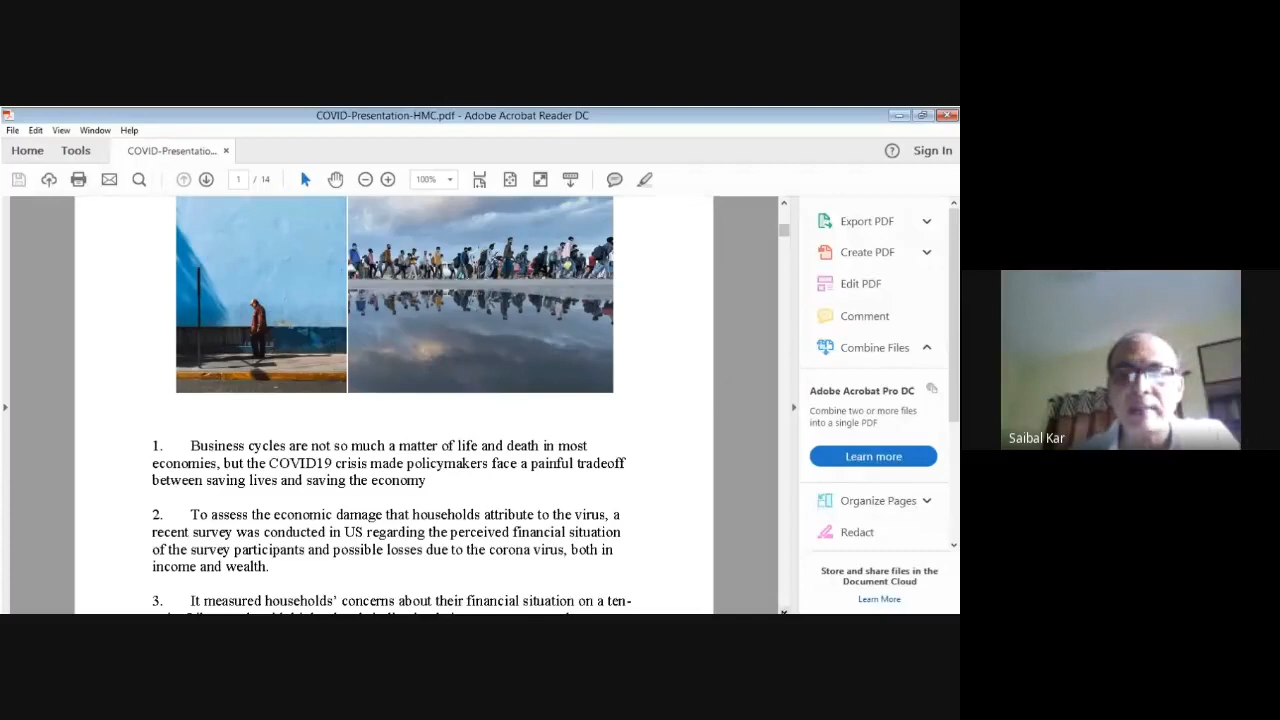 COVID-Presentation-HMC.pdf - Adobe Acrobat Reader DC
File Edit View Window Help
Home Tools COVID-Presentatio... × Sign In
1 / 14 100%
Export PDF
Create PDF
Edit PDF
Comment
Combine Files
Adobe Acrobat Pro DC
Combine two or more files
into a single PDF
Learn more
Organize Pages
Redact
Store and share files in the
Document Cloud
Learn More
1. Business cycles are not so much a matter of life and death in most
economies, but the COVID19 crisis made policymakers face a painful tradeoff
between saving lives and saving the economy
2. To assess the economic damage that households attribute to the virus, a
recent survey was conducted in US regarding the perceived financial situation
of the survey participants and possible losses due to the corona virus, both in
income and wealth.
3. It measured households’ concerns about their financial situation on a ten-
Saibal Kar